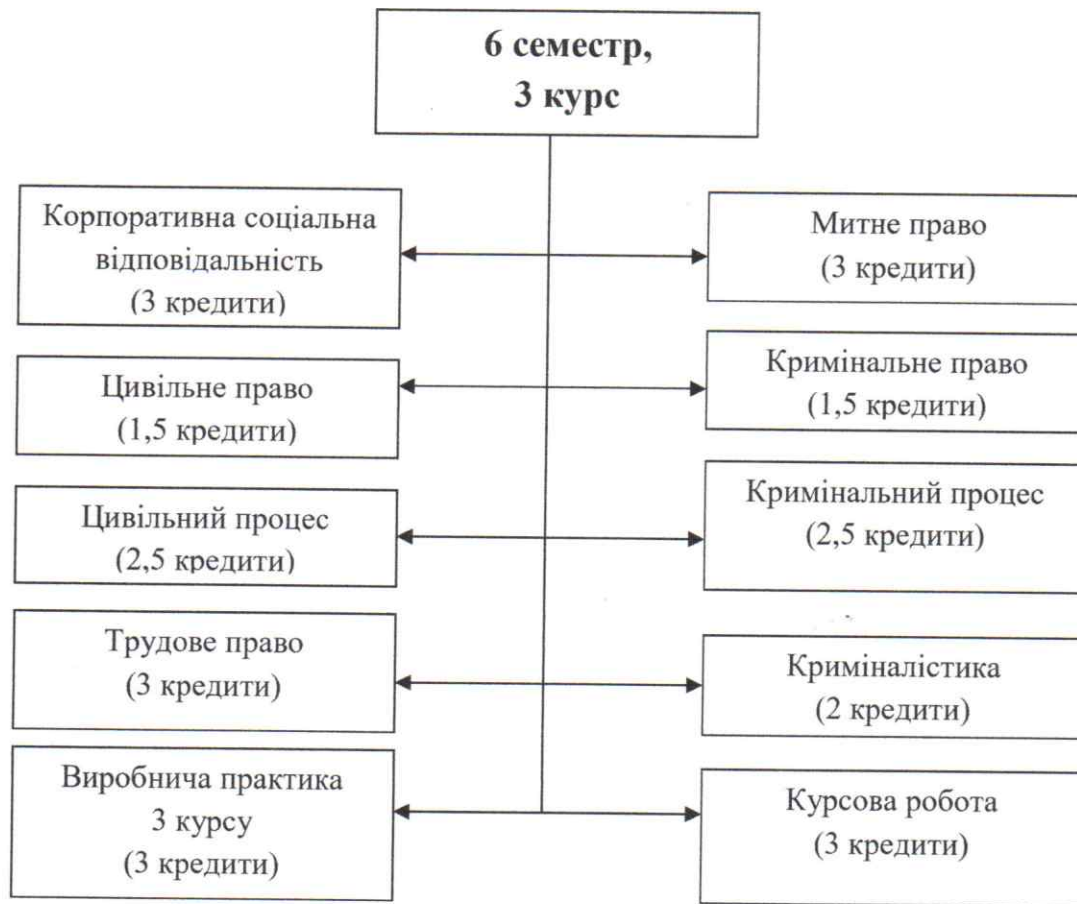 6 семестр,
3 курс
Корпоративна соціальна
відповідальність
(3 кредити)
Митне право
(3 кредити)
Цивільне право
(1,5 кредити)
Кримінальне право
(1,5 кредити)
Цивільний процес
(2,5 кредити)
Кримінальний процес
(2,5 кредити)
Трудове право
(3 кредити)
Криміналістика
(2 кредити)
Виробнича практика
3 курсу
(3 кредити)
Курсова робота
(3 кредити)